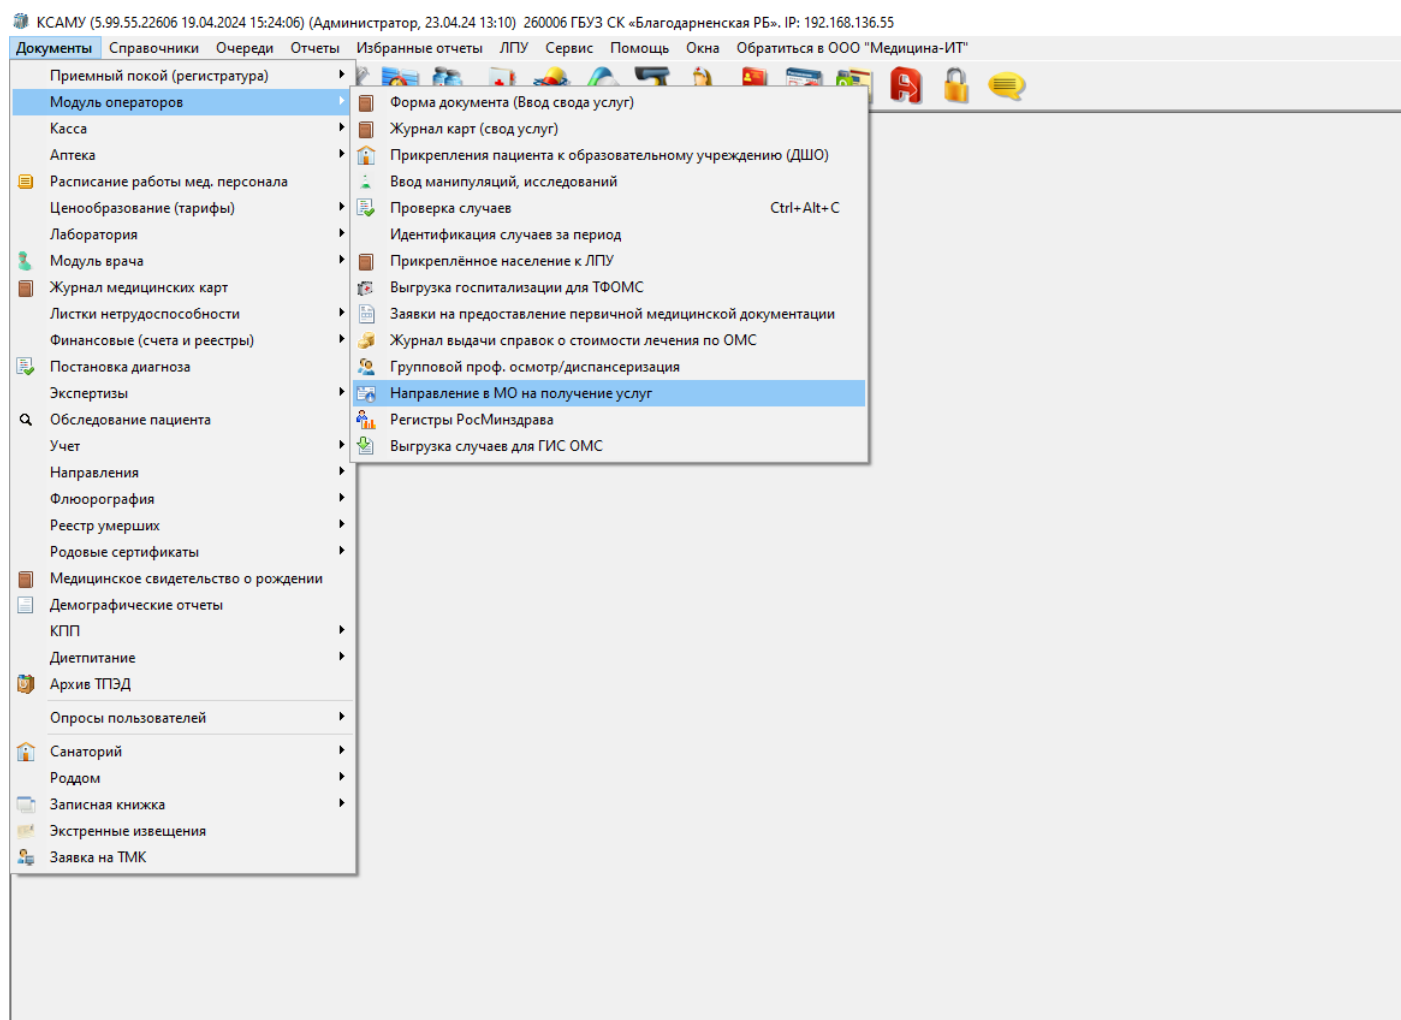 КСАМУ (5.99.55.22606 19.04.2024 15:24:06) (Администратор, 23.04.24 13:10) 260006 ГБУЗ СК «Благодарненская РБ». IP: 192.168.136.55
Документы Справочники Очереди Отчеты Избранные отчеты ЛПУ Сервис Помощь Окна Обратиться в ООО "Медицина-ИТ"
Приемный покой (регистратура)
Модуль операторов
Касса
Аптека
Расписание работы мед. персонала
Ценообразование (тарифы)
Лаборатория
Модуль врача
Журнал медицинских карт
Листки нетрудоспособности
Финансовые (счета и реестры)
Постановка диагноза
Экспертизы
Обследование пациента
Учет
Направления
Флюорография
Реестр умерших
Родовые сертификаты
Медицинское свидетельство о рождении
Демографические отчеты
КПП
Диетпитание
Архив ТПЭД
Опросы пользователей
Санаторий
Роддом
Записная книжка
Экстренные извещения
Заявка на ТМК
Форма документа (Ввод свода услуг)
Журнал карт (свод услуг)
Прикрепления пациента к образовательному учреждению (ДШО)
Ввод манипуляций, исследований
Проверка случаев Ctrl+Alt+C
Идентификация случаев за период
Прикреплённое население к ЛПУ
Выгрузка госпитализации для ТФОМС
Заявки на предоставление первичной медицинской документации
Журнал выдачи справок о стоимости лечения по ОМС
Групповой проф. осмотр/диспансеризация
Направление в МО на получение услуг
Регистры РосМинздрава
Выгрузка случаев для ГИС ОМС